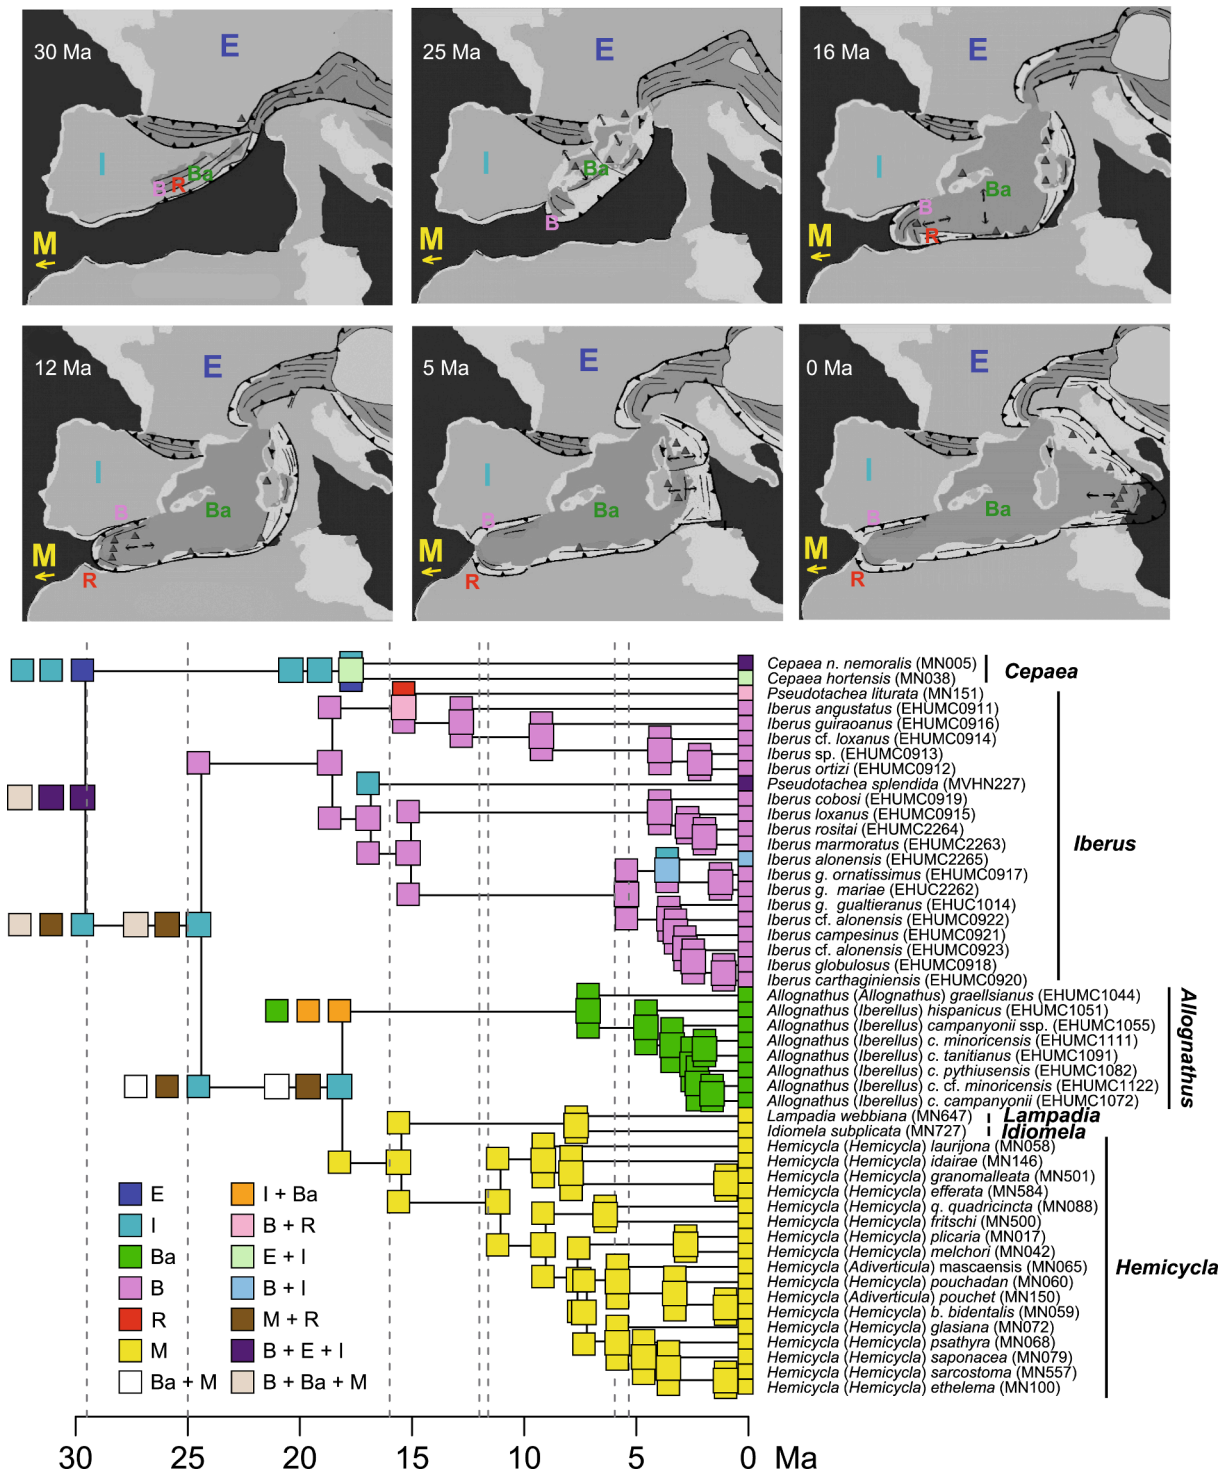 30 Ma
E
I
B
R
Ba
M
25 Ma
E
I
Ba
B
M
16 Ma
E
I
Ba
B
R
M
12 Ma
E
I
B
Ba
M
R
5 Ma
E
I
B
Ba
M
R
0 Ma
E
I
B
Ba
M
R
Cepaea n. nemoralis (MN005)
Cepaea hortensis (MN038)
Cepaea
Pseudotachea liturata (MN151)
Iberus angustatus (EHUMC0911)
Iberus guiraoanus (EHUMC0916)
Iberus cf. loxanus (EHUMC0914)
Iberus sp. (EHUMC0913)
Iberus ortizi (EHUMC0912)
Pseudotachea splendida (MVHN227)
Iberus cobosi (EHUMC0919)
Iberus loxanus (EHUMC0915)
Iberus rositai (EHUMC2264)
Iberus marmoratus (EHUMC2263)
Iberus alonensis (EHUMC2265)
Iberus g. ornatissimus (EHUMC0917)
Iberus g. mariae (EHUC2262)
Iberus g. gualtieranus (EHUC1014)
Iberus cf. alonensis (EHUMC0922)
Iberus campesinus (EHUMC0921)
Iberus cf. alonensis (EHUMC0923)
Iberus globulosus (EHUMC0918)
Iberus carthaginiensis (EHUMC0920)
Iberus
Allognathus (Allognathus) graellsianus (EHUMC1044)
Allognathus (Iberellus) hispanicus (EHUMC1051)
Allognathus (Iberellus) campanyonii ssp. (EHUMC1055)
Allognathus (Iberellus) c. minoricensis (EHUMC1111)
Allognathus (Iberellus) c. tanitianus (EHUMC1091)
Allognathus (Iberellus) c. pythiusensis (EHUMC1082)
Allognathus (Iberellus) c. cf. minoricensis (EHUMC1122)
Allognathus (Iberellus) c. campanyonii (EHUMC1072)
Allognathus
Lampadia webbiana (MN647)
Lampadia
Idiomela subplicata (MN727)
Idiomela
Hemicycla (Hemicycla) laurijona (MN058)
Hemicycla (Hemicycla) idairae (MN146)
Hemicycla (Hemicycla) granomalleata (MN501)
Hemicycla (Hemicycla) efferata (MN584)
Hemicycla (Hemicycla) q. quadricincta (MN088)
Hemicycla (Hemicycla) fritschi (MN500)
Hemicycla (Hemicycla) plicaria (MN017)
Hemicycla (Hemicycla) melchori (MN042)
Hemicycla (Adiverticula) mascaensis (MN065)
Hemicycla (Hemicycla) pouchadan (MN060)
Hemicycla (Adiverticula) pouchet (MN150)
Hemicycla (Hemicycla) b. bidentalis (MN059)
Hemicycla (Hemicycla) glasiana (MN072)
Hemicycla (Hemicycla) psathyra (MN068)
Hemicycla (Hemicycla) saponacea (MN079)
Hemicycla (Hemicycla) sarcostoma (MN557)
Hemicycla (Hemicycla) ethelema (MN100)
Hemicycla
E
I
Ba
B
R
M
Ba + M
I + Ba
B + R
E + I
B + I
M + R
B + E + I
B + Ba + M
30 25 20 15 10 5 0 Ma